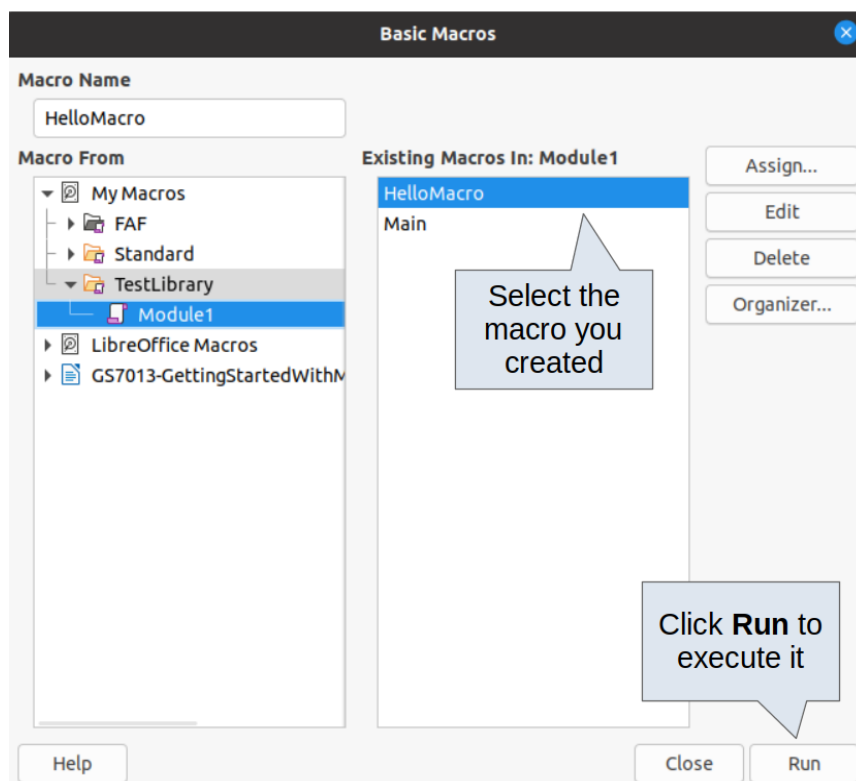 Basic Macros
Macro Name
HelloMacro
Macro From
Existing Macros In: Module1
My Macros
FAF
Standard
TestLibrary
Module1
LibreOffice Macros
GS7013-GettingStartedWithM
HelloMacro
Main
Select the
macro you
created
Assign...
Edit
Delete
Organizer...
Click Run to
execute it
Help
Close
Run